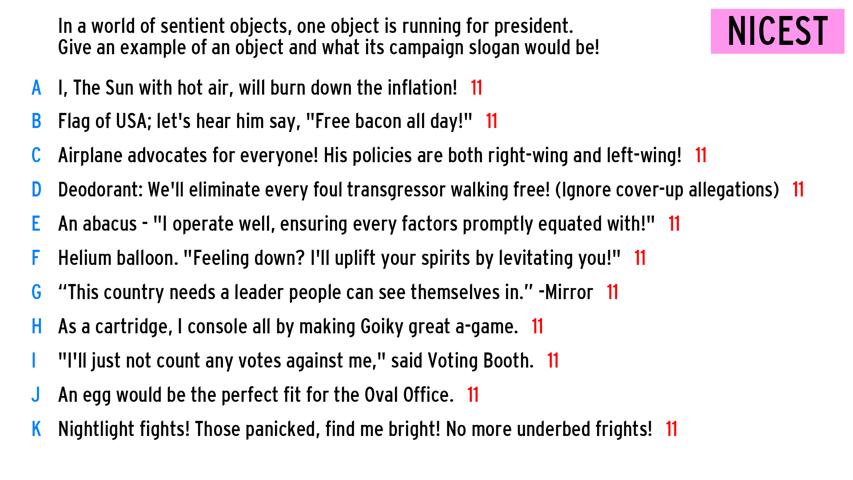 In a world of sentient objects, one object is running for president.
Give an example of an object and what its campaign slogan would be!
NICEST
A I, The Sun with hot air, will burn down the inflation! 11
B Flag of USA; let's hear him say, "Free bacon all day!" 11
C Airplane advocates for everyone! His policies are both right-wing and left-wing! 11
D Deodorant: We'll eliminate every foul transgressor walking free! (Ignore cover-up allegations) 11
E An abacus - "I operate well, ensuring every factors promptly equated with!" 11
F Helium balloon. "Feeling down? I'll uplift your spirits by levitating you!" 11
G “This country needs a leader people can see themselves in.” -Mirror 11
H As a cartridge, I console all by making Goiky great a-game. 11
I "I'll just not count any votes against me," said Voting Booth. 11
J An egg would be the perfect fit for the Oval Office. 11
K Nightlight fights! Those panicked, find me bright! No more underbed frights! 11